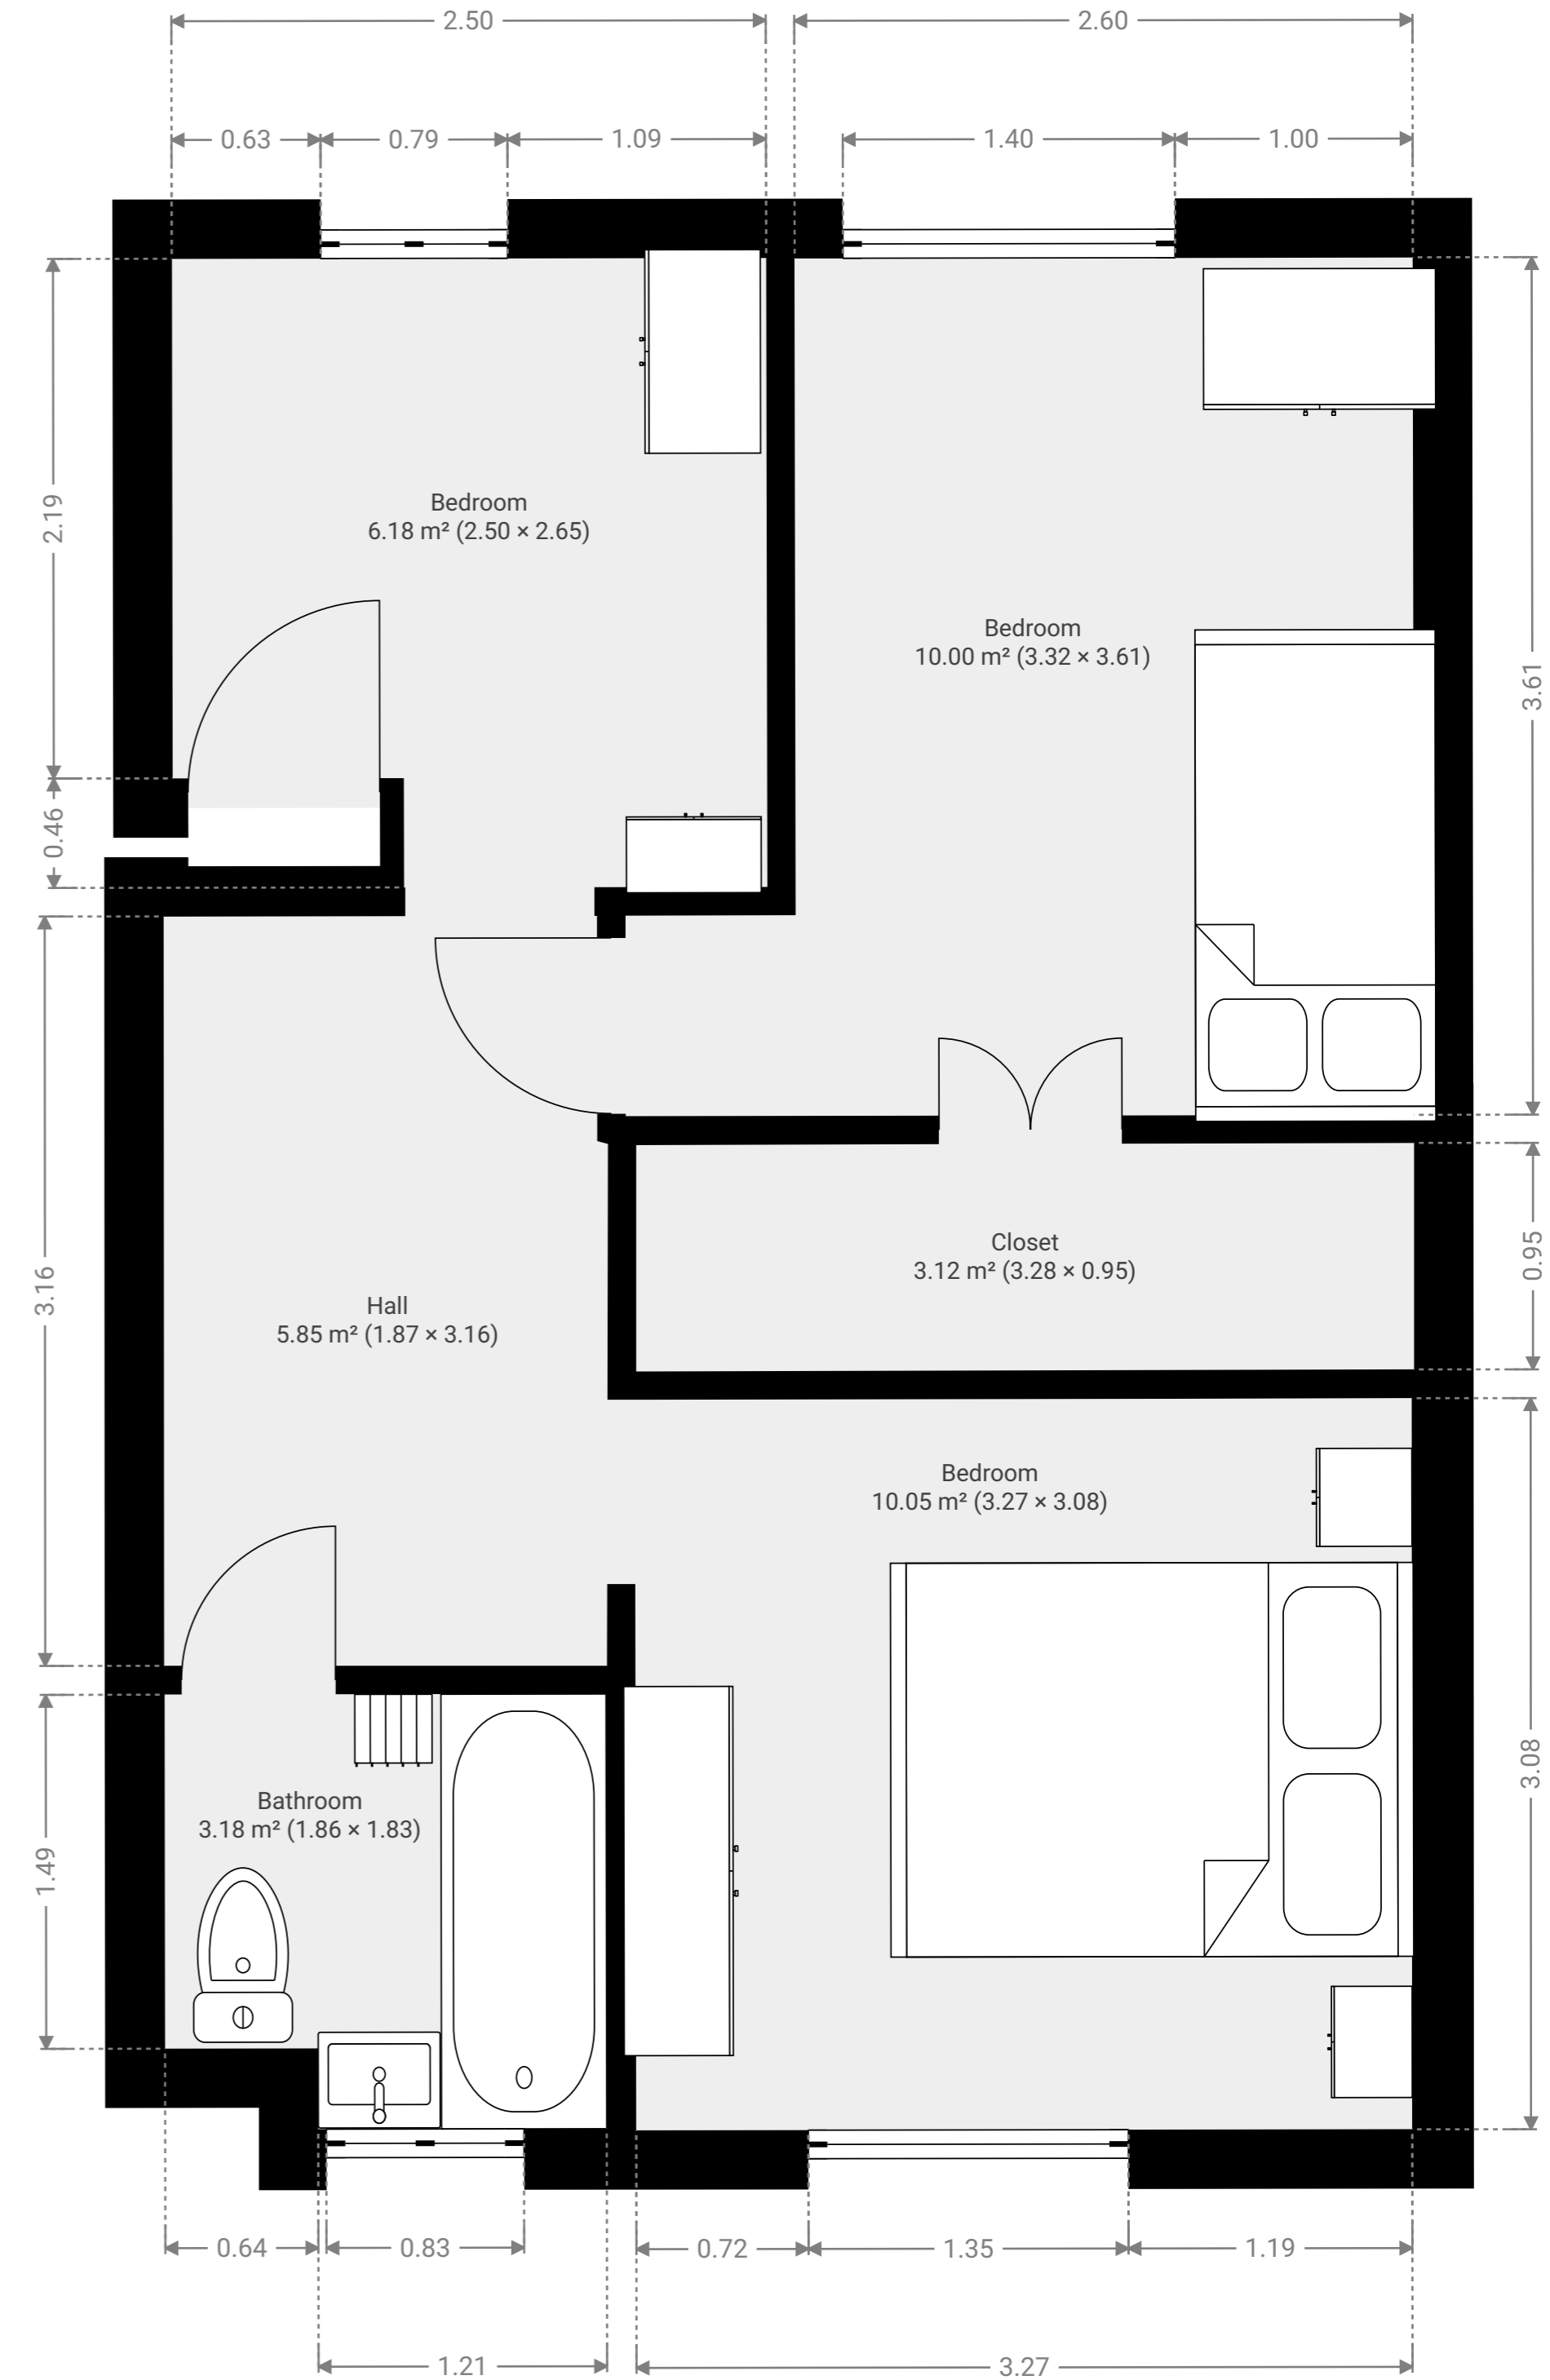 2.50
2.60
0.63
0.79
1.09
1.40
1.00
2.19
Bedroom
6.18 m² (2.50 × 2.65)
Bedroom
10.00 m² (3.32 × 3.61)
3.61
0.46
Closet
3.12 m² (3.28 × 0.95)
0.95
3.16
Hall
5.85 m² (1.87 × 3.16)
Bedroom
10.05 m² (3.27 × 3.08)
3.08
Bathroom
3.18 m² (1.86 × 1.83)
1.49
0.64
0.83
0.72
1.35
1.19
1.21
3.27